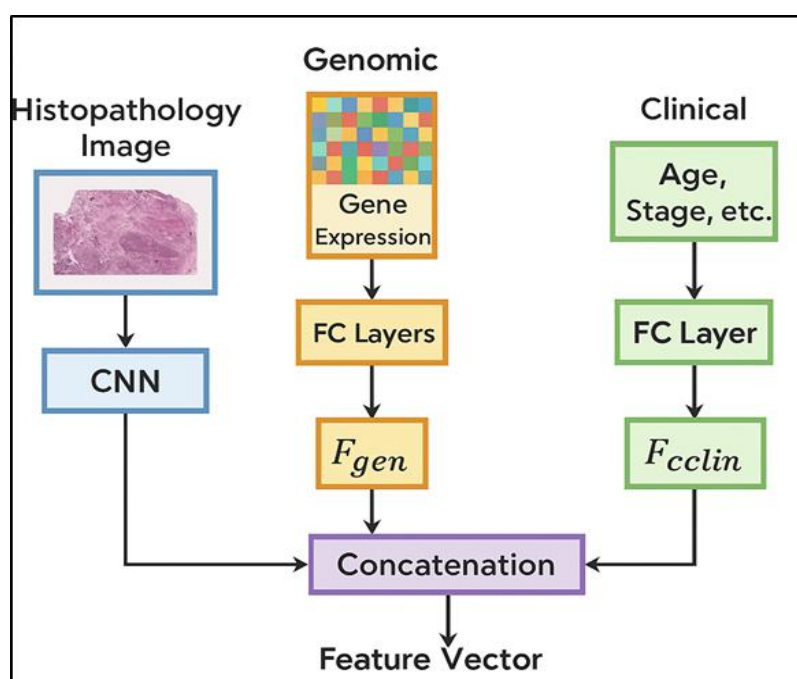 Histopathology
Image
CNN
Genomic
Gene
Expression
FC Layers
F_gen
Clinical
Age,
Stage, etc.
FC Layer
F_cclin
Concatenation
Feature Vector